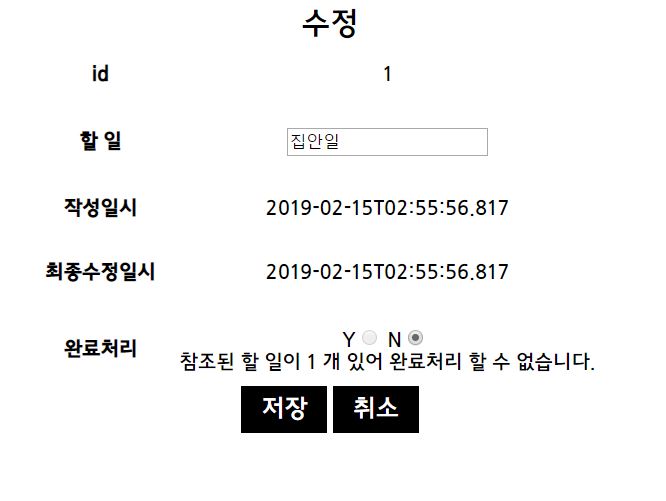 수정
id 1
할 일 집안일
작성일시 2019-02-15T02:55:56.817
최종수정일시 2019-02-15T02:55:56.817
완료처리 Y N
참조된 할 일이 1 개 있어 완료처리 할 수 없습니다.
저장 취소